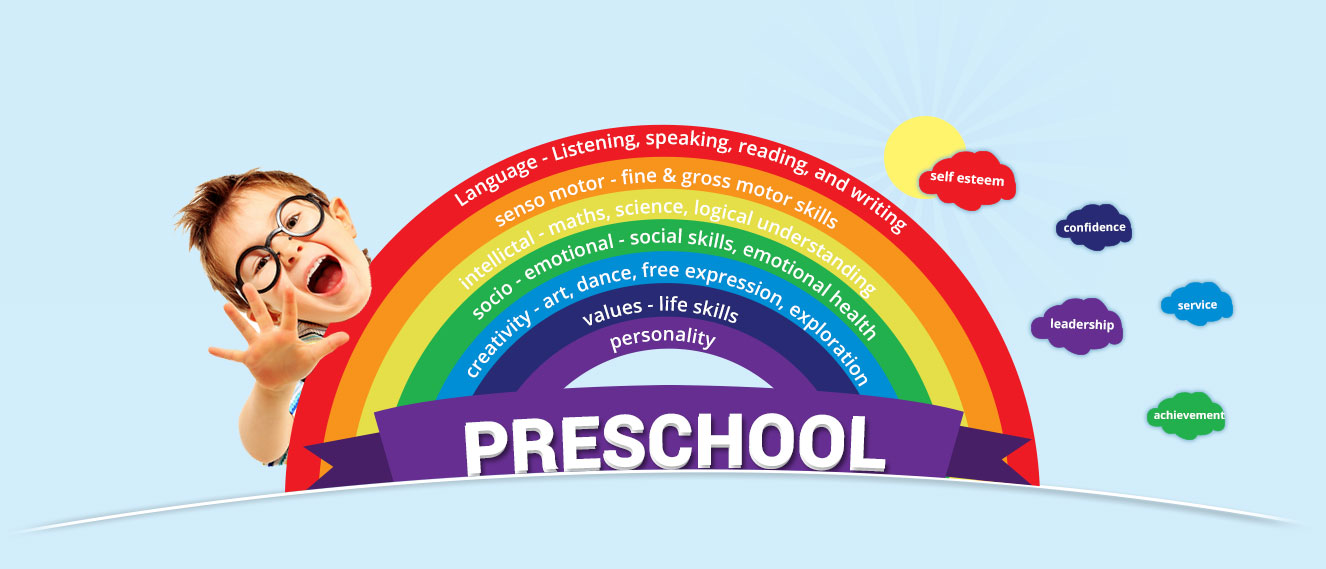 Language - Listening, speaking, reading, and writing
senso motor - fine & gross motor skills
intellictal - maths, science, logical understanding
socio - emotional - social skills, emotional health
creativity - art, dance, free expression, exploration
values - life skills
personality
PRESCHOOL
self esteem
confidence
service
leadership
achievement